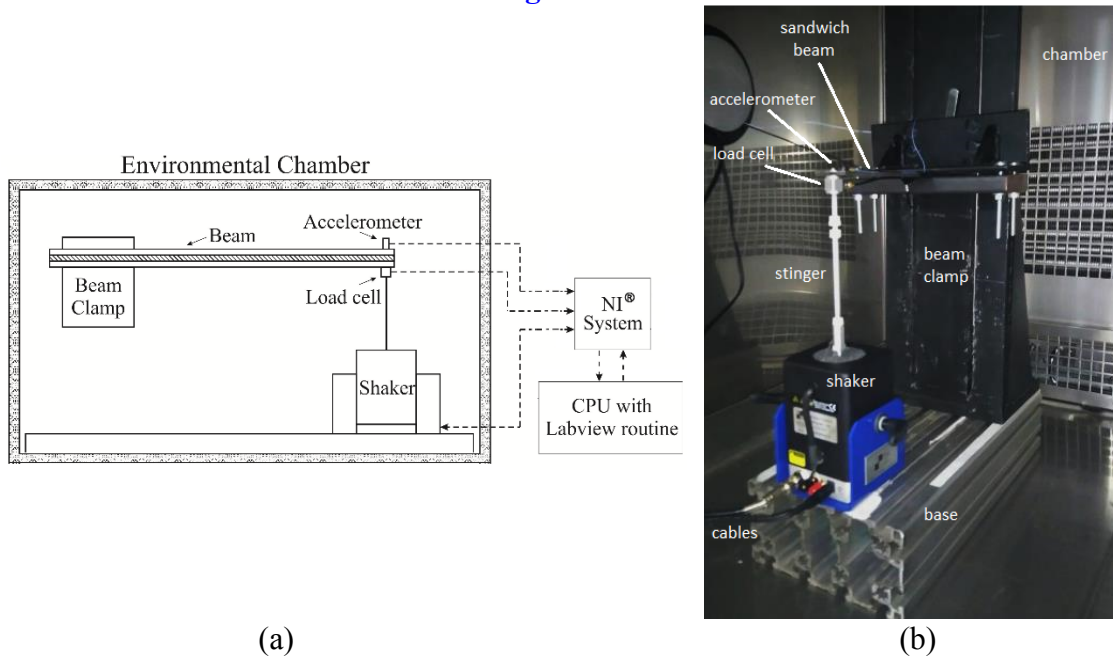 Environmental Chamber
Accelerometer
Beam
Beam
Clamp
Load cell
Shaker
NI®
System
CPU with
Labview routine
(a)
sandwich
beam
chamber
accelerometer
load cell
beam
clamp
stinger
shaker
base
cables
(b)